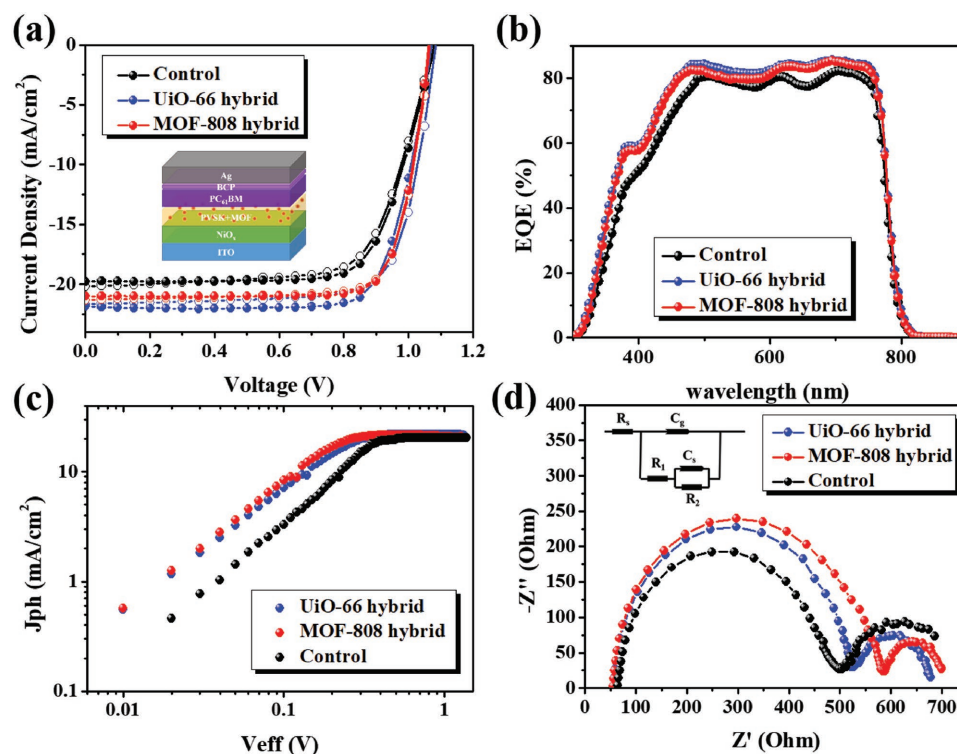 (a)
Current Density (mA/cm²)
0
-5
-10
-15
-20
0.0 0.2 0.4 0.6 0.8 1.0 1.2
Voltage (V)
Control
UiO-66 hybrid
MOF-808 hybrid
Ag
BCP
PC₆₁BM
PVSK+MOF
NiOₓ
ITO
(b)
EQE (%)
80
60
40
20
0
400 600 800
wavelength (nm)
Control
UiO-66 hybrid
MOF-808 hybrid
(c)
Jph (mA/cm²)
10
1
0.1
0.01 0.1 1
Veff (V)
UiO-66 hybrid
MOF-808 hybrid
Control
(d)
-Z'' (Ohm)
350
300
250
200
150
100
50
0
0 100 200 300 400 500 600 700
Z' (Ohm)
Rₛ
C_g
R₁
Cₛ
R₂
UiO-66 hybrid
MOF-808 hybrid
Control